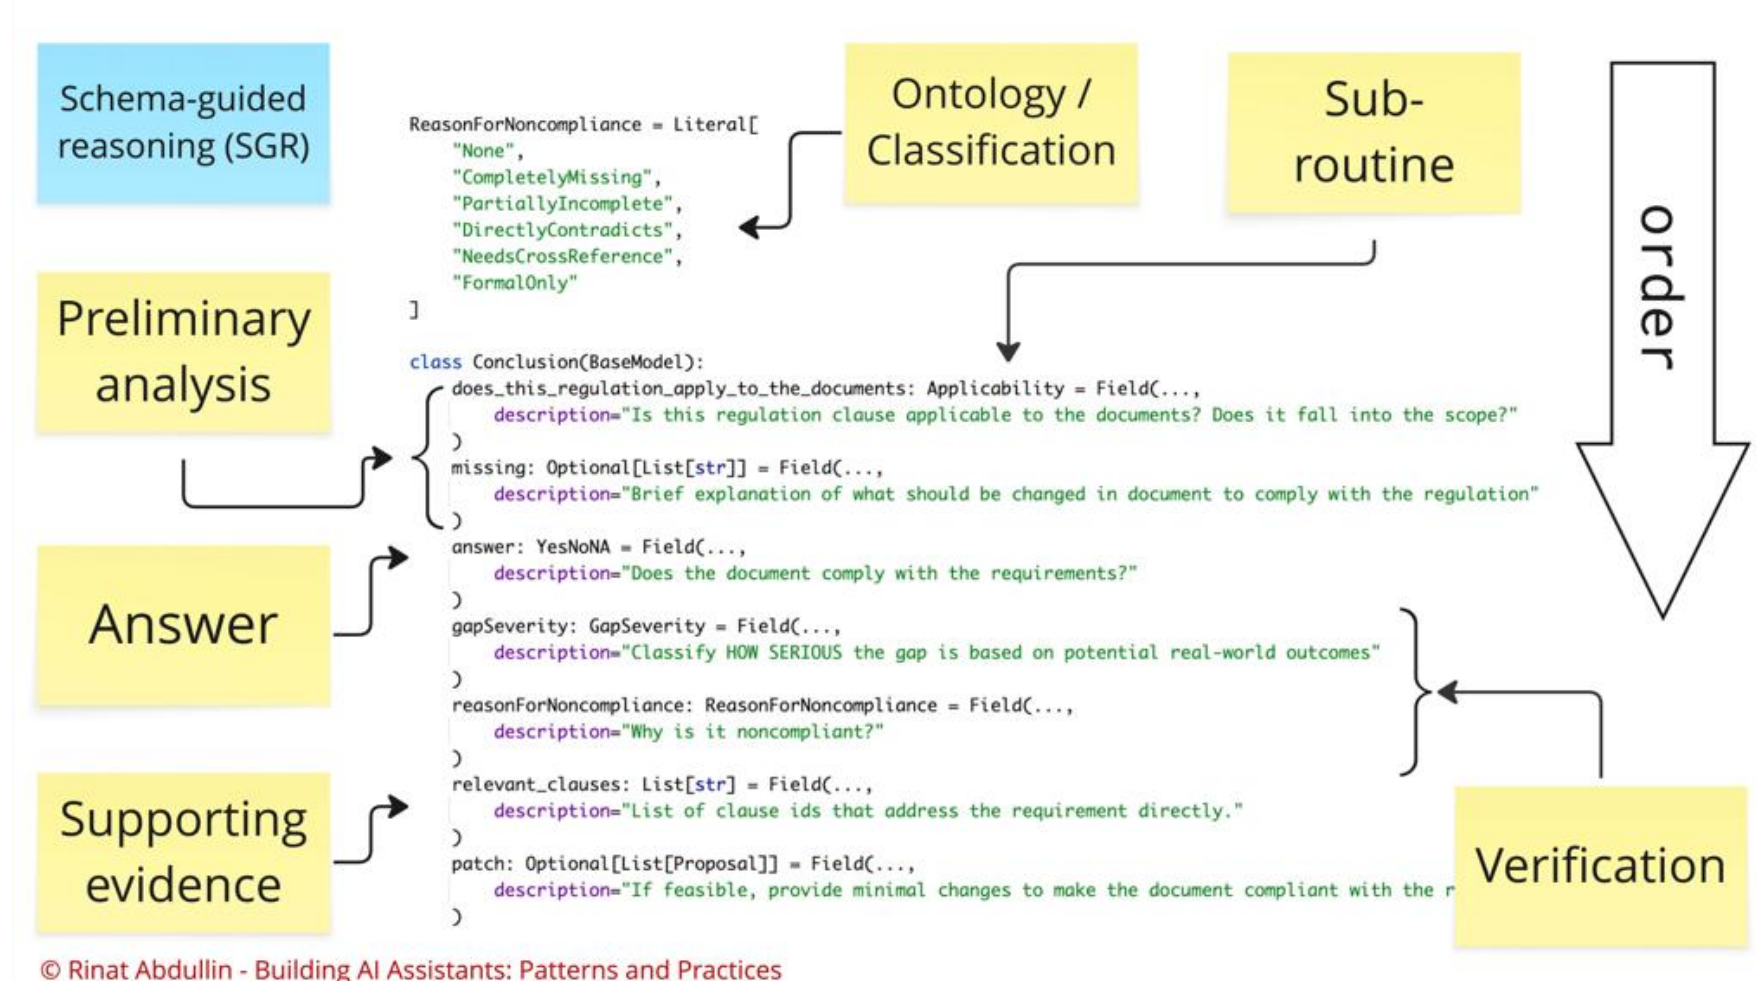 Schema-guided
reasoning (SGR)
Ontology /
Classification
Sub-
routine
order
ReasonForNoncompliance = Literal[
"None",
"CompletelyMissing",
"PartiallyIncomplete",
"DirectlyContradicts",
"NeedsCrossReference",
"FormalOnly"
]
Preliminary
analysis
class Conclusion(BaseModel):
does_this_regulation_apply_to_the_documents: Applicability = Field(...,
description="Is this regulation clause applicable to the documents? Does it fall into the scope?"
)
missing: Optional[List[str]] = Field(...,
description="Brief explanation of what should be changed in document to comply with the regulation"
)
Answer
answer: YesNoNA = Field(...,
description="Does the document comply with the requirements?"
)
gapSeverity: GapSeverity = Field(...,
description="Classify HOW SERIOUS the gap is based on potential real-world outcomes"
)
reasonForNoncompliance: ReasonForNoncompliance = Field(...,
description="Why is it noncompliant?"
)
Supporting
evidence
relevant_clauses: List[str] = Field(...,
description="List of clause ids that address the requirement directly."
)
patch: Optional[List[Proposal]] = Field(...,
description="If feasible, provide minimal changes to make the document compliant with the r
)
Verification
© Rinat Abdullin - Building AI Assistants: Patterns and Practices